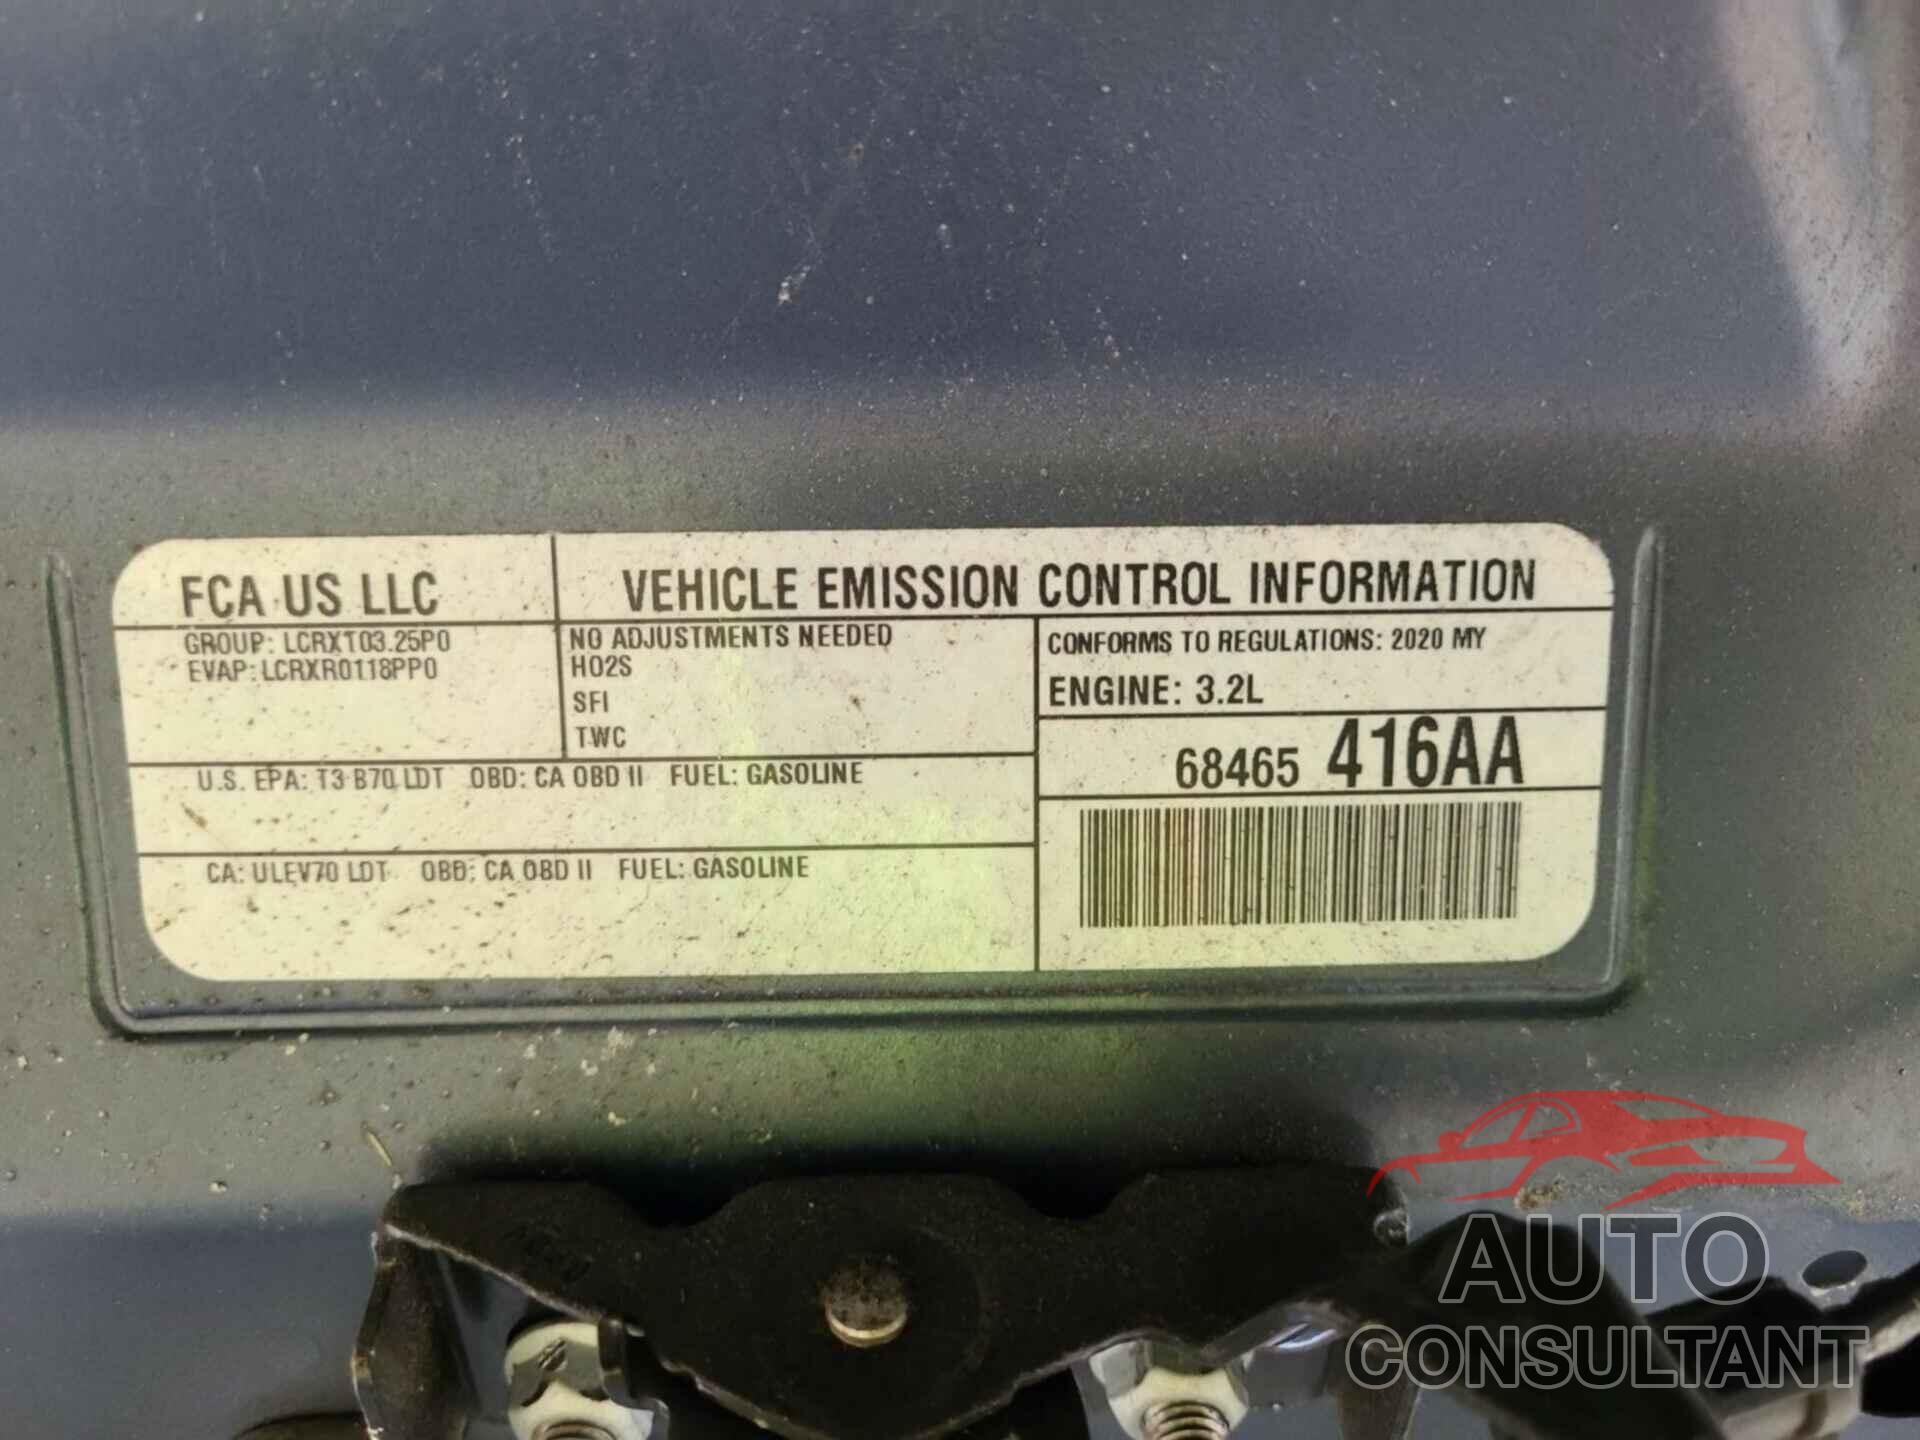 FCA US LLC
VEHICLE EMISSION CONTROL INFORMATION
GROUP: LCRXT03.25P0
EVAP: LCRXR0118PP0
NO ADJUSTMENTS NEEDED
HO2S
SFI
TWC
CONFORMS TO REGULATIONS: 2020 MY
ENGINE: 3.2L
68465 416AA
U.S. EPA: T3 B70 LDT OBD: CA OBD II FUEL: GASOLINE
CA: ULEV70 LDT OBD: CA OBD II FUEL: GASOLINE
AUTO
CONSULTANT